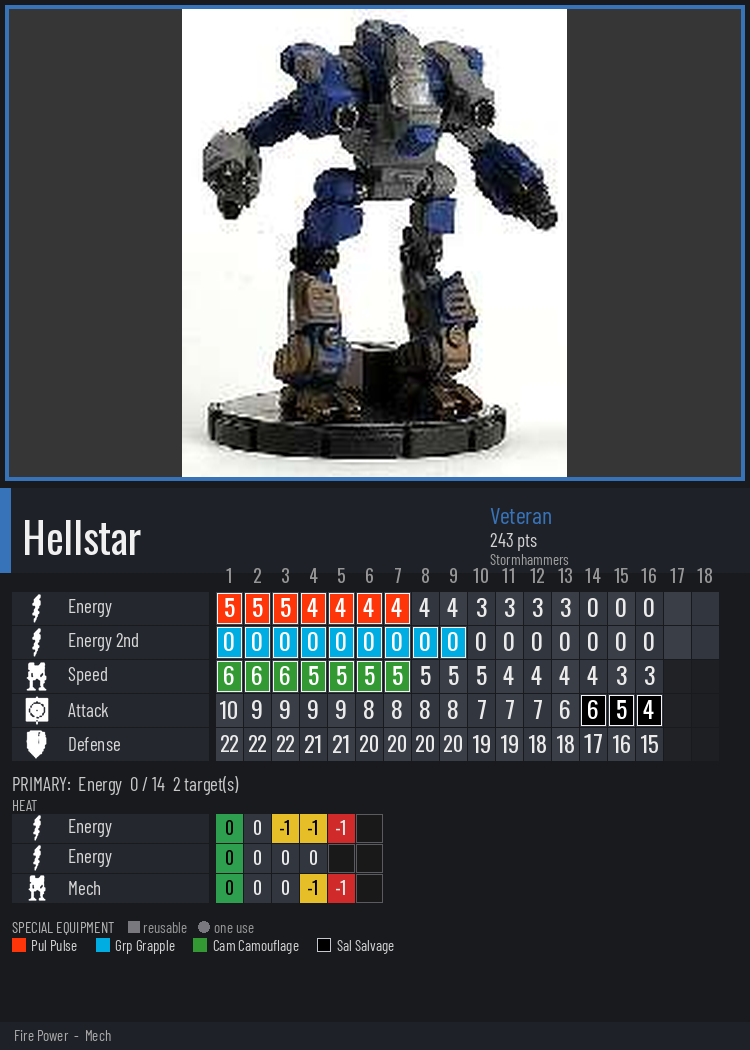 Hellstar
Veteran
243 pts
Stormhammers
1 2 3 4 5 6 7 8 9 10 11 12 13 14 15 16 17 18
Energy 5 5 5 4 4 4 4 4 4 3 3 3 3 0 0 0
Energy 2nd 0 0 0 0 0 0 0 0 0 0 0 0 0 0 0 0
Speed 6 6 6 5 5 5 5 5 5 5 4 4 4 4 3 3
Attack 10 9 9 9 9 8 8 8 8 7 7 7 6 6 5 4
Defense 22 22 22 21 21 20 20 20 20 19 19 18 18 17 16 15
PRIMARY: Energy 0 / 14 2 target(s)
HEAT
Energy 0 0 -1 -1 -1
Energy 0 0 0 0
Mech 0 0 0 -1 -1
SPECIAL EQUIPMENT reusable one use
Pul Pulse Grp Grapple Cam Camouflage Sal Salvage
Fire Power - Mech